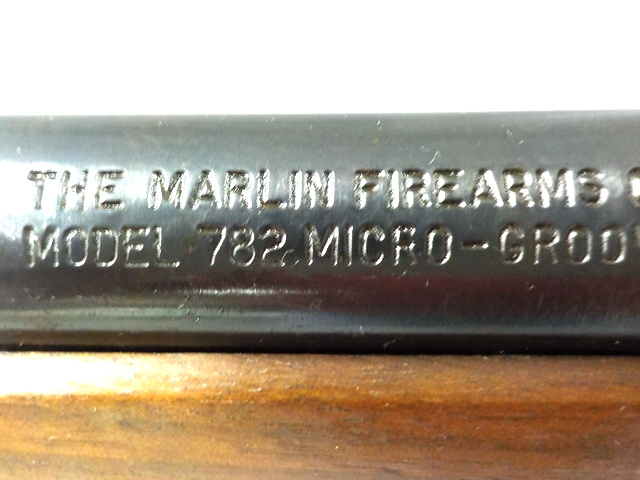 THE MARLIN FIREARMS
MODEL 782 MICRO-GROO